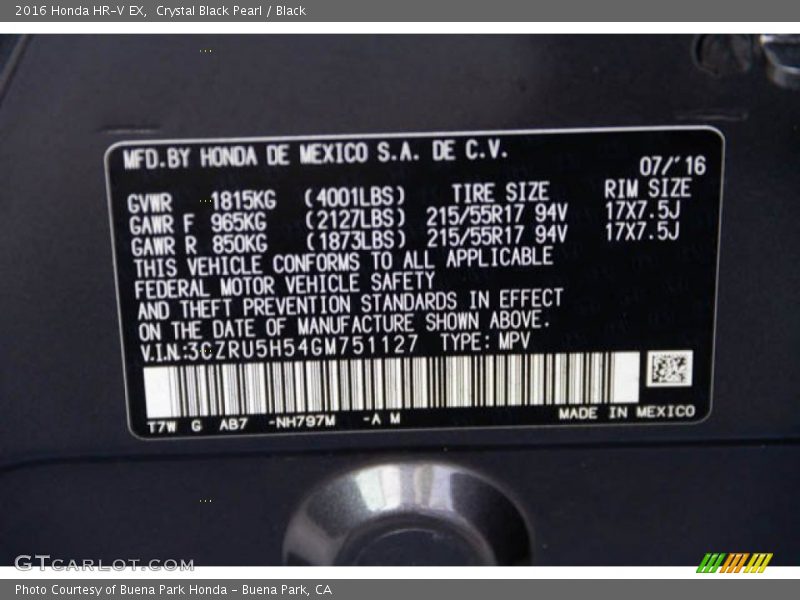 2016 Honda HR-V EX,  Crystal Black Pearl / Black
MFD.BY HONDA DE MEXICO S.A. DE C.V.
07/'16
GVWR 1815KG (4001LBS) TIRE SIZE RIM SIZE
GAWR F 965KG (2127LBS) 215/55R17 94V 17X7.5J
GAWR R 850KG (1873LBS) 215/55R17 94V 17X7.5J
THIS VEHICLE CONFORMS TO ALL APPLICABLE
FEDERAL MOTOR VEHICLE SAFETY
AND THEFT PREVENTION STANDARDS IN EFFECT
ON THE DATE OF MANUFACTURE SHOWN ABOVE.
V.I.N.:3CZRU5H54GM751127 TYPE: MPV
T7W G AB7 -NH797M -A M MADE IN MEXICO
GTCARLOT.COM
Photo Courtesy of Buena Park Honda - Buena Park, CA